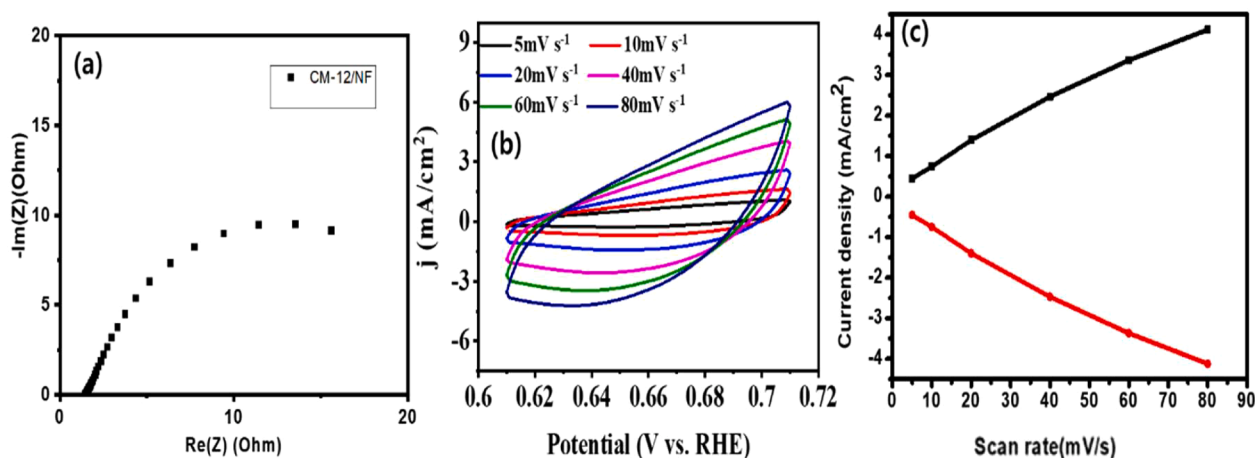 (a)
CM-12/NF
20
15
10
5
0
0 10 20
-Im(Z)(Ohm)
Re(Z) (Ohm)
5mV s-1 10mV s-1
20mV s-1 40mV s-1
60mV s-1 80mV s-1
(b)
9
6
3
0
-3
-6
0.6 0.62 0.64 0.66 0.68 0.7 0.72
j (mA/cm2)
Potential (V vs. RHE)
(c)
4
3
2
1
0
-1
-2
-3
-4
0 10 20 30 40 50 60 70 80 90
Current density (mA/cm2)
Scan rate(mV/s)